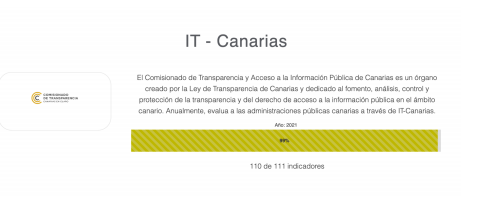 IT - Canarias
COMISIONADO
DE TRANSPARENCIA
El Comisionado de Transparencia y Acceso a la Información Pública de Canarias es un órgano
creado por la Ley de Transparencia de Canarias y dedicado al fomento, análisis, control y
protección de la transparencia y del derecho de acceso a la información pública en el ámbito
canario. Anualmente, evalua a las administraciones públicas canarias a través de IT-Canarias.
Año: 2021
99%
110 de 111 indicadores